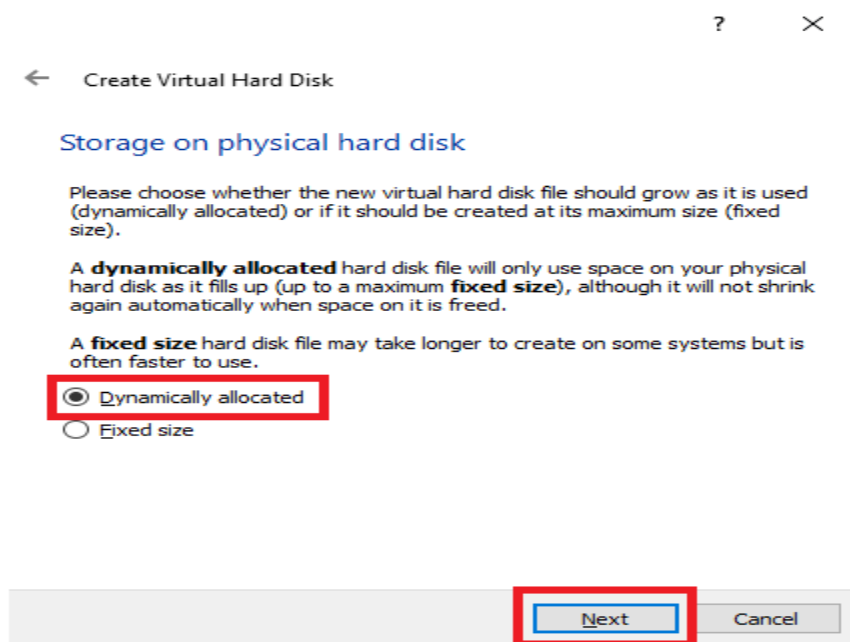 ?
Create Virtual Hard Disk
Storage on physical hard disk
Please choose whether the new virtual hard disk file should grow as it is used
(dynamically allocated) or if it should be created at its maximum size (fixed
size).
A dynamically allocated hard disk file will only use space on your physical
hard disk as it fills up (up to a maximum fixed size), although it will not shrink
again automatically when space on it is freed.
A fixed size hard disk file may take longer to create on some systems but is
often faster to use.
Dynamically allocated
Fixed size
Next Cancel